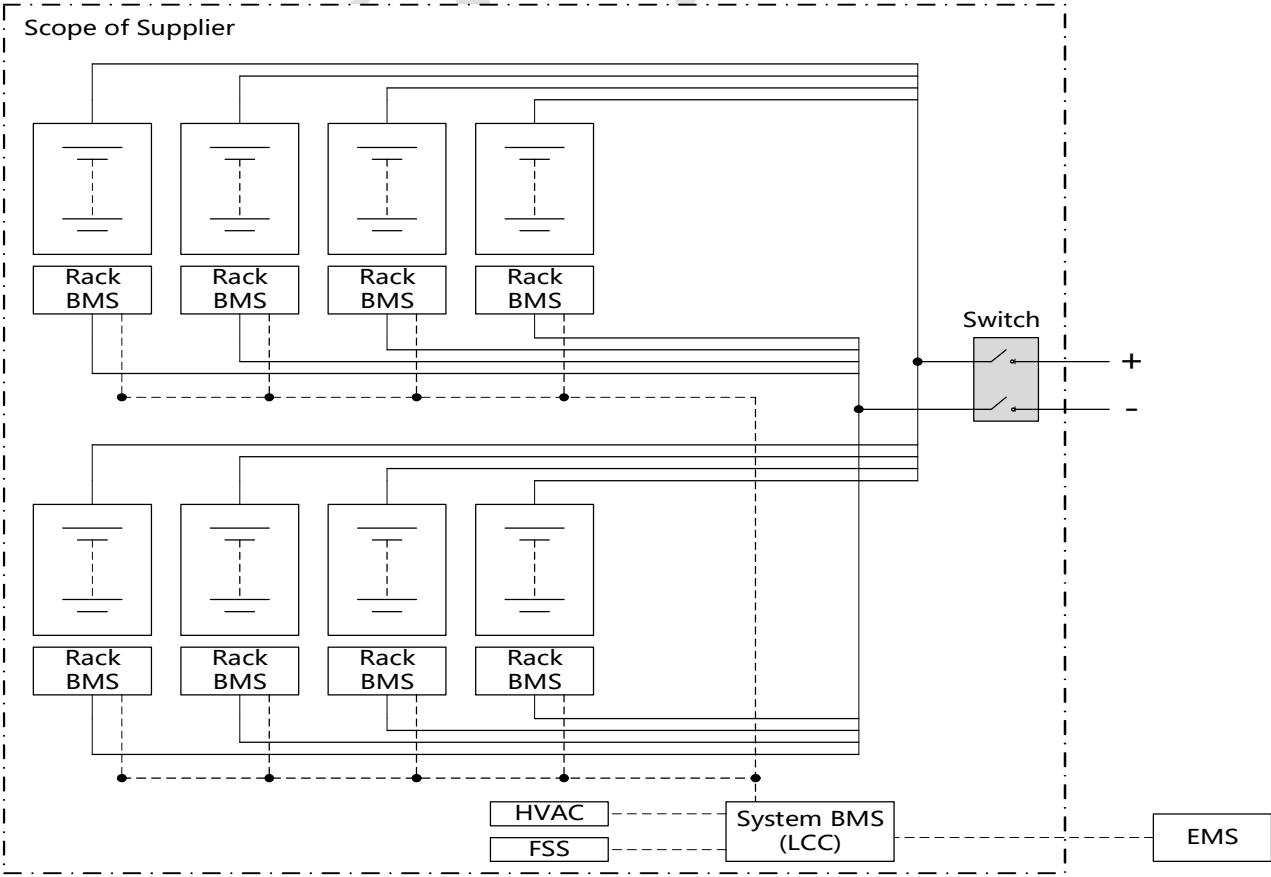 Scope of Supplier
Rack
BMS
Rack
BMS
Rack
BMS
Rack
BMS
Switch
+
-
Rack
BMS
Rack
BMS
Rack
BMS
Rack
BMS
HVAC
FSS
System BMS
(LCC)
EMS